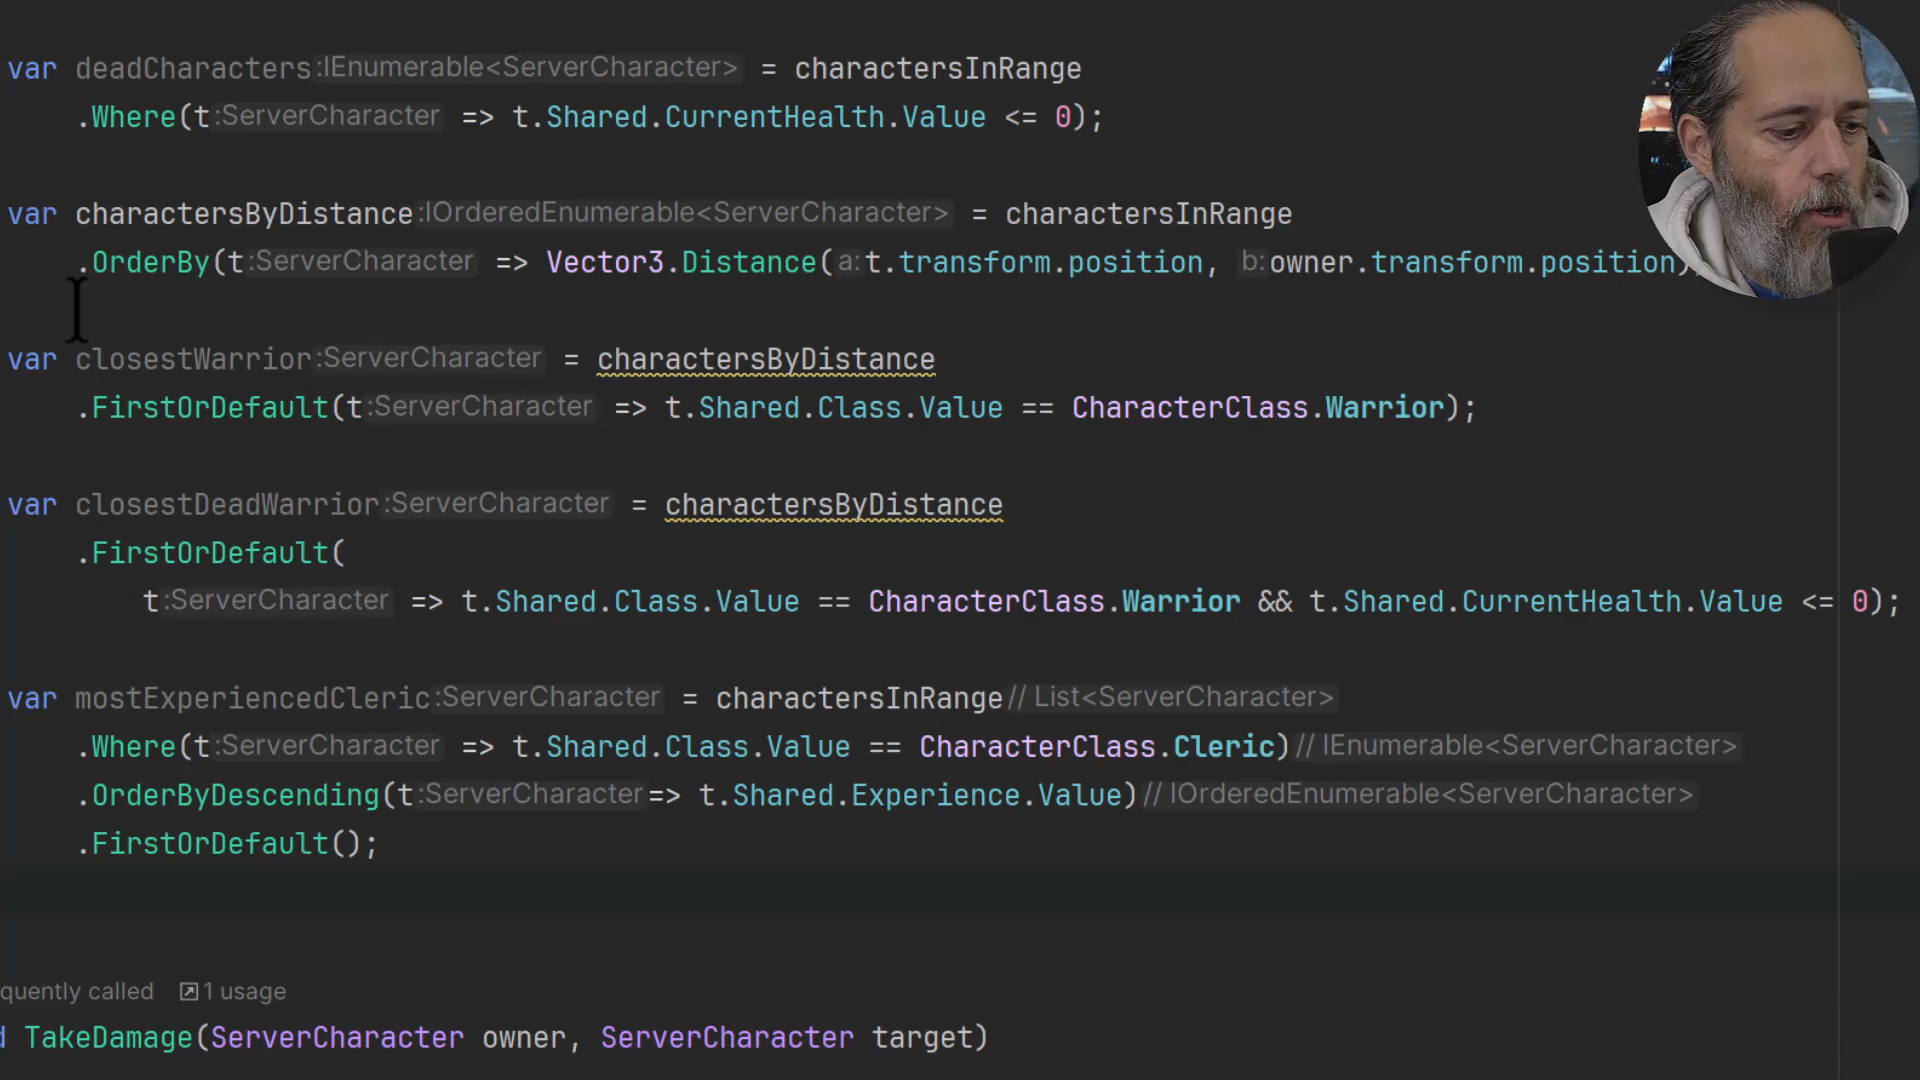 var deadCharacters:IEnumerable<ServerCharacter> = charactersInRange
.Where(t:ServerCharacter => t.Shared.CurrentHealth.Value <= 0);
var charactersByDistance:IOrderedEnumerable<ServerCharacter> = charactersInRange
.OrderBy(t:ServerCharacter => Vector3.Distance(a:t.transform.position, b:owner.transform.position)
var closestWarrior:ServerCharacter = charactersByDistance
.FirstOrDefault(t:ServerCharacter => t.Shared.Class.Value == CharacterClass.Warrior);
var closestDeadWarrior:ServerCharacter = charactersByDistance
.FirstOrDefault(
t:ServerCharacter => t.Shared.Class.Value == CharacterClass.Warrior && t.Shared.CurrentHealth.Value <= 0);
var mostExperiencedCleric:ServerCharacter = charactersInRange// List<ServerCharacter>
.Where(t:ServerCharacter => t.Shared.Class.Value == CharacterClass.Cleric)// IEnumerable<ServerCharacter>
.OrderByDescending(t:ServerCharacter=> t.Shared.Experience.Value)// IOrderedEnumerable<ServerCharacter>
.FirstOrDefault();
quently called 1 usage
d TakeDamage(ServerCharacter owner, ServerCharacter target)